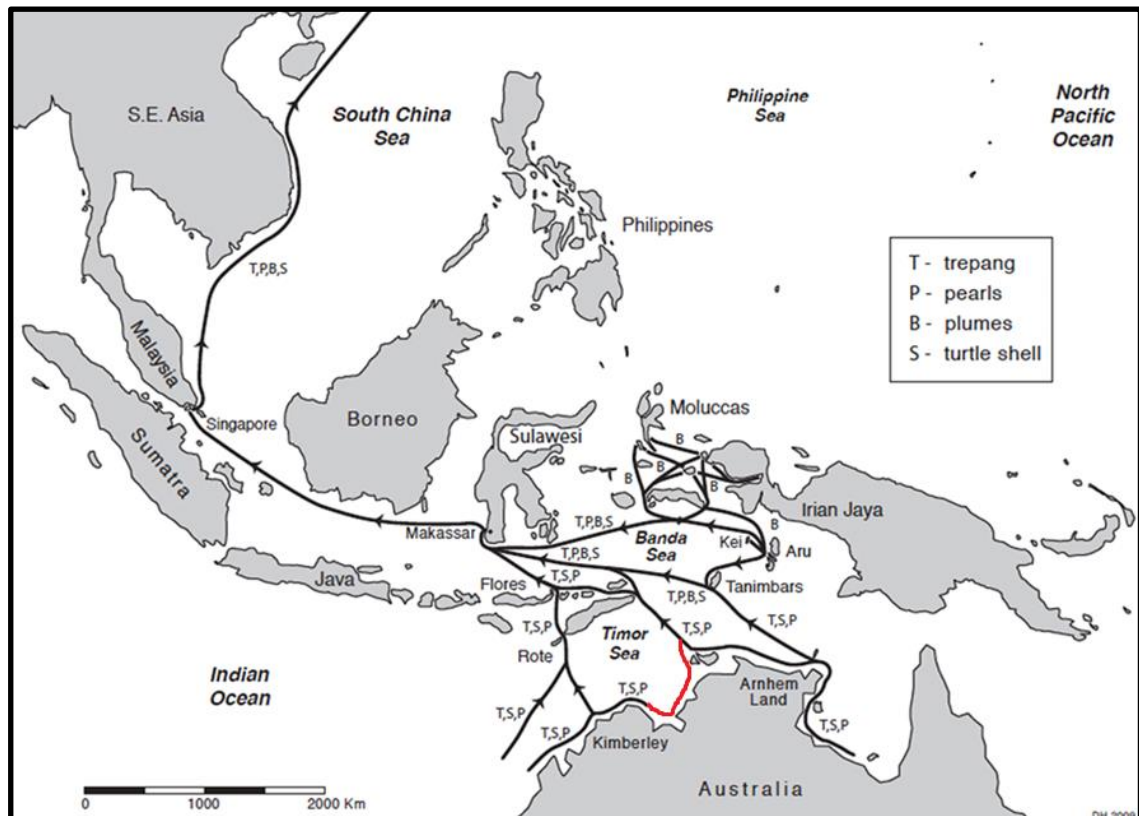 S.E. Asia
South China
Sea
Philippine
Sea
North
Pacific
Ocean
Philippines
T - trepang
P - pearls
B - plumes
S - turtle shell
T,P,B,S
Malaysia
Singapore
Sumatra
Borneo
Sulawesi
Moluccas
B
B
B
B
B
Irian Jaya
Makassar
T,P,B,S
Banda
Sea
Kei
Aru
T,P,B,S
Java
Flores
T,S,P
T,P,B,S
Tanimbars
T,S,P
Timor
Sea
T,S,P
T,S,P
Rote
Indian
Ocean
T,S,P
T,S,P
T,S,P
Kimberley
Arnhem
Land
T,S,P
Australia
0
1000
2000 Km
DH 2009